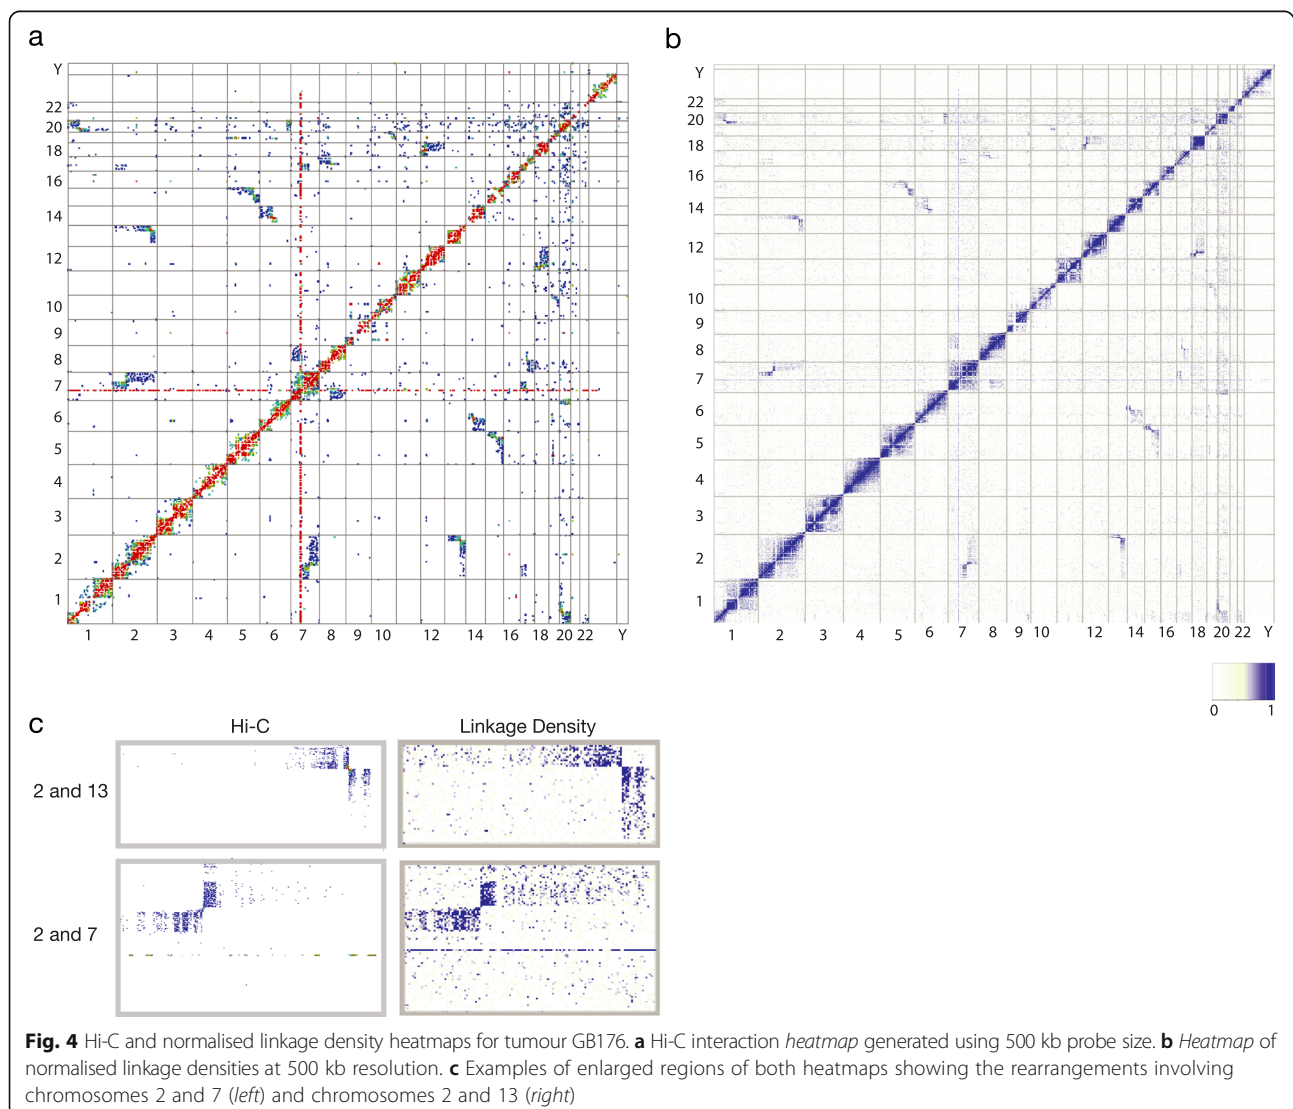 a
b
Y
22
20
18
16
14
12
10
9
8
7
6
5
4
3
2
1
1 2 3 4 5 6 7 8 9 10 12 14 16 18 20 22 Y
Y
22
20
18
16
14
12
10
9
8
7
6
5
4
3
2
1
1 2 3 4 5 6 7 8 9 10 12 14 16 18 20 22 Y
0 1
c
Hi-C Linkage Density
2 and 13
2 and 7
Fig. 4 Hi-C and normalised linkage density heatmaps for tumour GB176. a Hi-C interaction heatmap generated using 500 kb probe size. b Heatmap of
normalised linkage densities at 500 kb resolution. c Examples of enlarged regions of both heatmaps showing the rearrangements involving
chromosomes 2 and 7 (left) and chromosomes 2 and 13 (right)